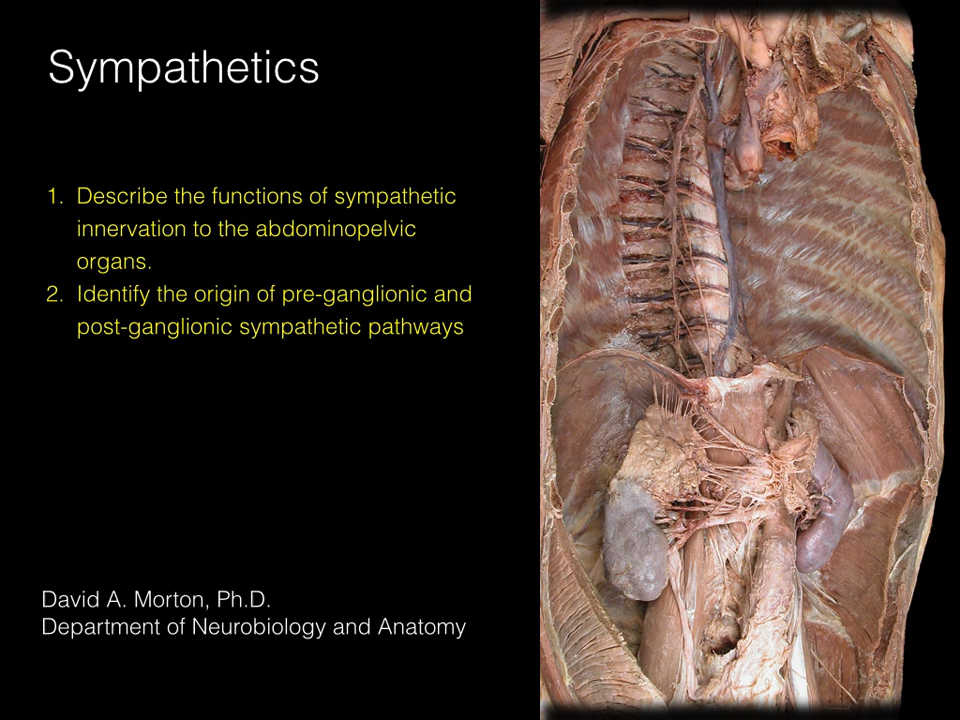 Sympathetics
1. Describe the functions of sympathetic
innervation to the abdominopelvic
organs.
2. Identify the origin of pre-ganglionic and
post-ganglionic sympathetic pathways
David A. Morton, Ph.D.
Department of Neurobiology and Anatomy